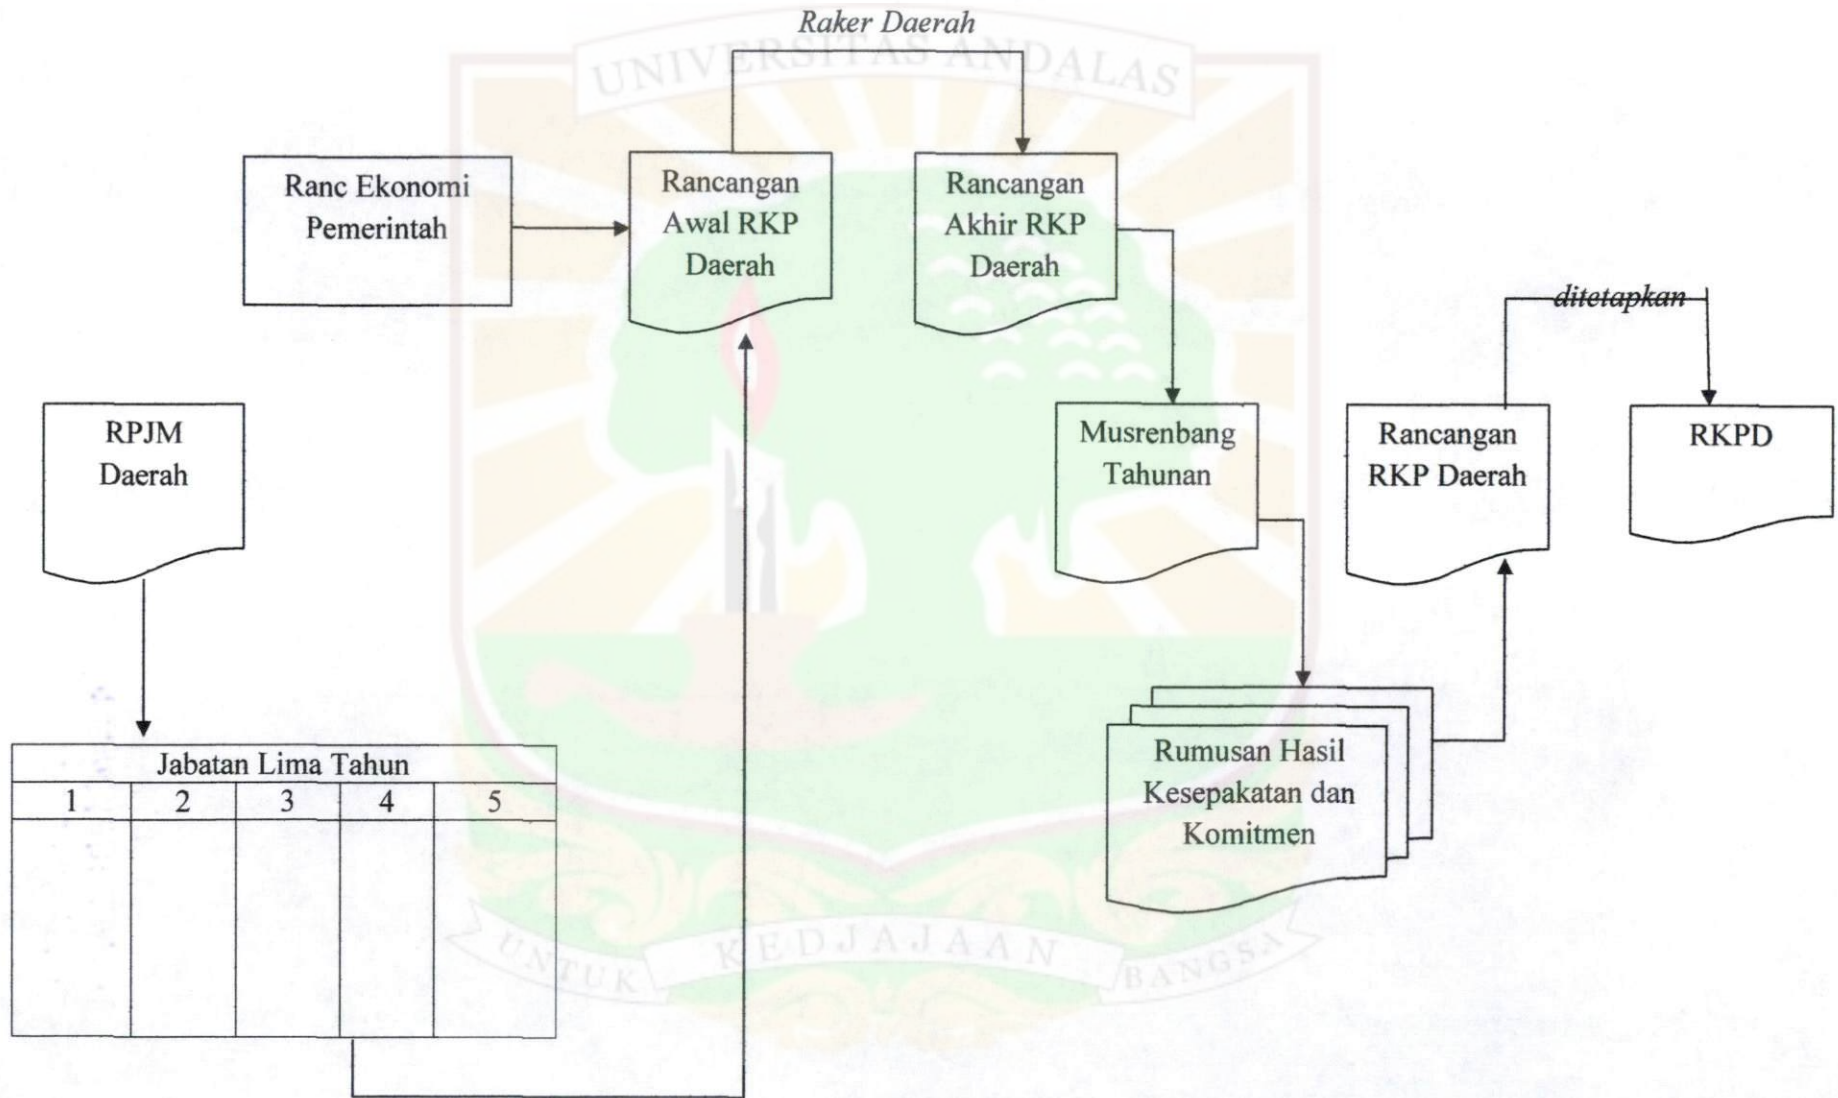 Raker Daerah
UNIVERSITAS ANDALAS
Ranc Ekonomi
Pemerintah
Rancangan
Awal RKP
Daerah
Rancangan
Akhir RKP
Daerah
ditetapkan
RPJM
Daerah
Musrenbang
Tahunan
Rancangan
RKP Daerah
RKPD
Jabatan Lima Tahun
1 2 3 4 5
Rumusan Hasil
Kesepakatan dan
Komitmen
UNTUK KEDJAJAAN BANGSA